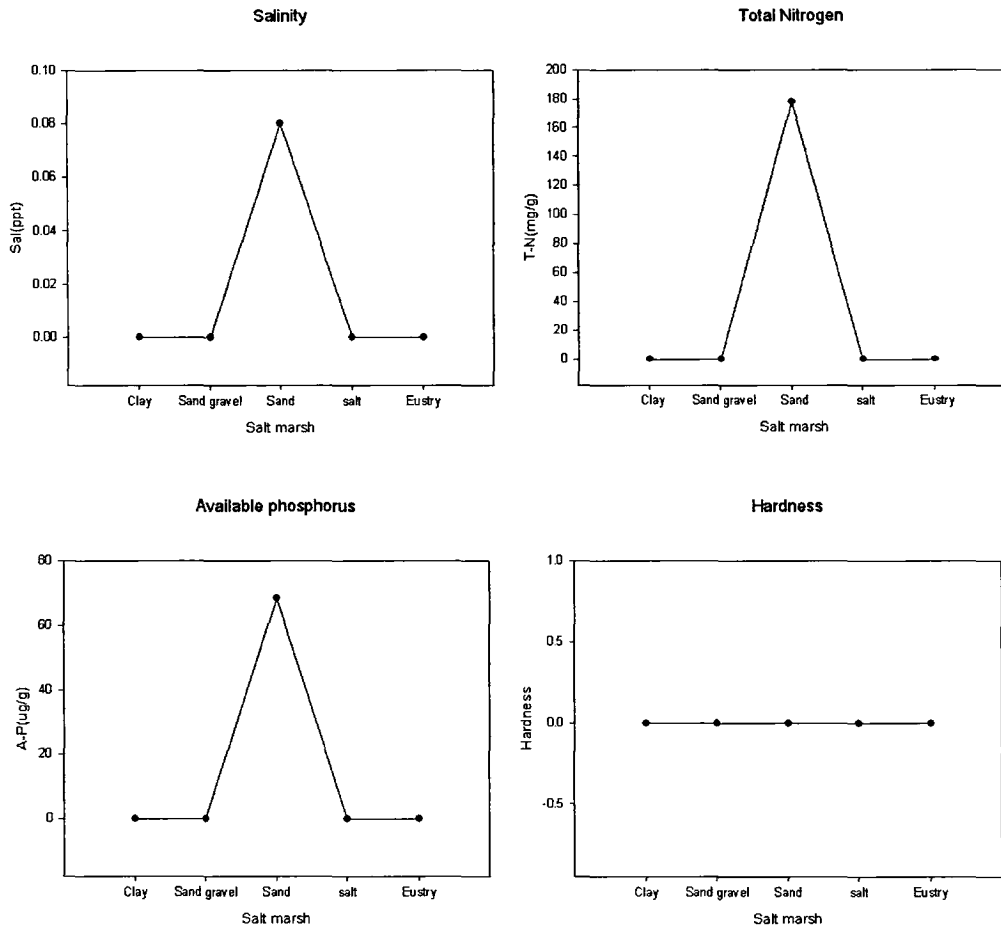 Salinity
0.10
0.08
0.06
0.04
0.02
0.00
Sal(ppt)
Clay Sand gravel Sand salt Eustry
Salt marsh
Total Nitrogen
200
180
160
140
120
100
80
60
40
20
0
T-N(mg/g)
Clay Sand gravel Sand salt Eustry
Salt marsh
Available phosphorus
80
60
40
20
0
A-P(ug/g)
Clay Sand gravel Sand salt Eustry
Salt marsh
Hardness
1.0
0.5
0.0
-0.5
Hardness
Clay Sand gravel Sand salt Eustry
Salt marsh